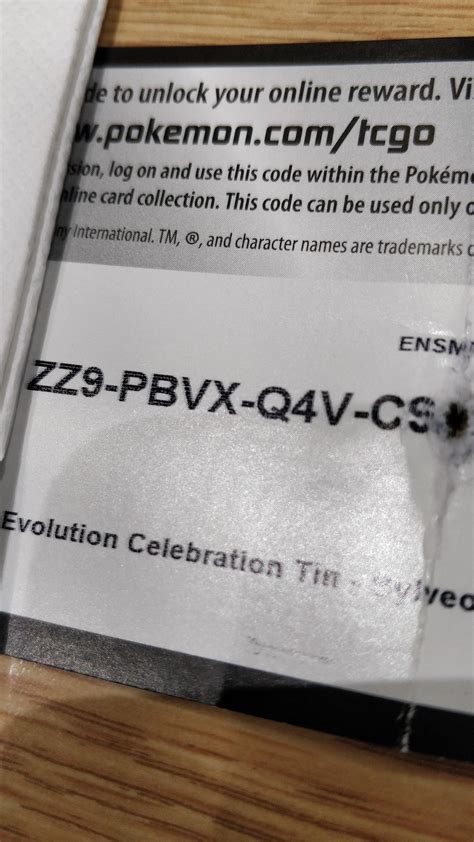 de to unlock your online reward. Vi
w.pokemon.com/tcgo
sion, log on and use this code within the Pokém
nline card collection. This code can be used only o
ny International. TM, ®, and character names are trademarks o
ENSM
ZZ9-PBVX-Q4V-CS
Evolution Celebration Tin - Sylveo